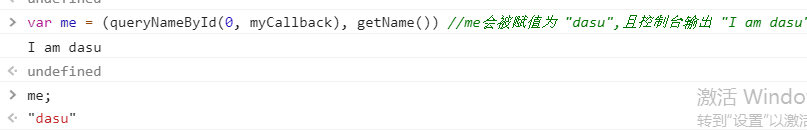 undefined
var me = (queryNameById(0, myCallback), getName()) //me会被赋值为 "dasu",且控制台输出 "I am dasu"
I am dasu
undefined
me;
"dasu"
激活 Windo
转到"设置"以激活